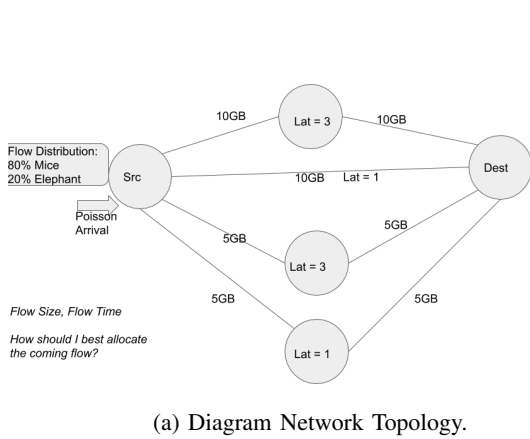 10GB
Lat = 3
10GB
Flow Distribution:
80% Mice
20% Elephant
Src
Dest
10GB Lat = 1
Poisson
Arrival
5GB
Lat = 3
5GB
5GB
5GB
Flow Size, Flow Time
How should I best allocate
the coming flow?
Lat = 1
(a) Diagram Network Topology.